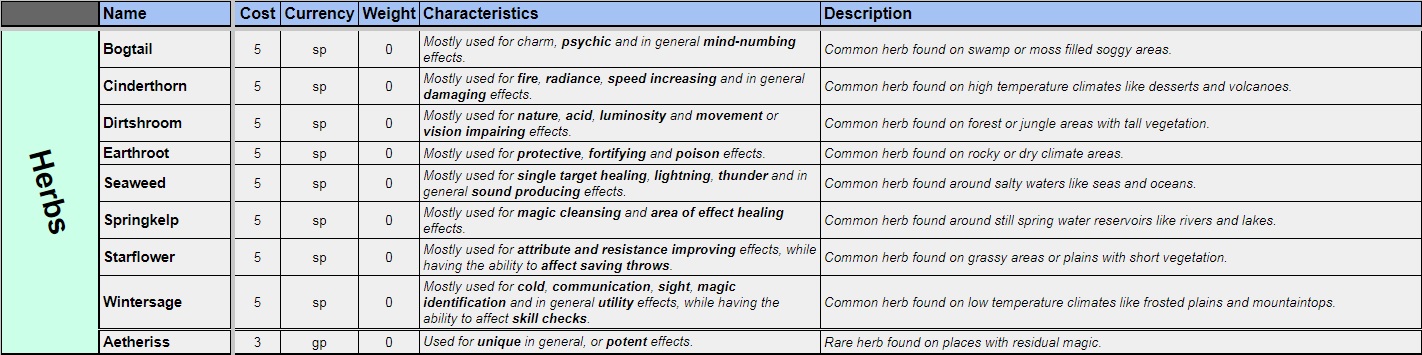 Name Cost Currency Weight Characteristics Description
Herbs
Bogtail 5 sp 0 Mostly used for charm, psychic and in general mind-numbing
effects. Common herb found on swamp or moss filled soggy areas.
Cinderthorn 5 sp 0 Mostly used for fire, radiance, speed increasing and in general
damaging effects. Common herb found on high temperature climates like desserts and volcanoes.
Dirtshroom 5 sp 0 Mostly used for nature, acid, luminosity and movement or
vision impairing effects. Common herb found on forest or jungle areas with tall vegetation.
Earthroot 5 sp 0 Mostly used for protective, fortifying and poison effects. Common herb found on rocky or dry climate areas.
Seaweed 5 sp 0 Mostly used for single target healing, lightning, thunder and in
general sound producing effects. Common herb found around salty waters like seas and oceans.
Springkelp 5 sp 0 Mostly used for magic cleansing and area of effect healing
effects. Common herb found around still spring water reservoirs like rivers and lakes.
Starflower 5 sp 0 Mostly used for attribute and resistance improving effects, while
having the ability to affect saving throws. Common herb found on grassy areas or plains with short vegetation.
Wintersage 5 sp 0 Mostly used for cold, communication, sight, magic
identification and in general utility effects, while having the
ability to affect skill checks. Common herb found on low temperature climates like frosted plains and mountaintops.
Aetheriss 3 gp 0 Used for unique in general, or potent effects. Rare herb found on places with residual magic.